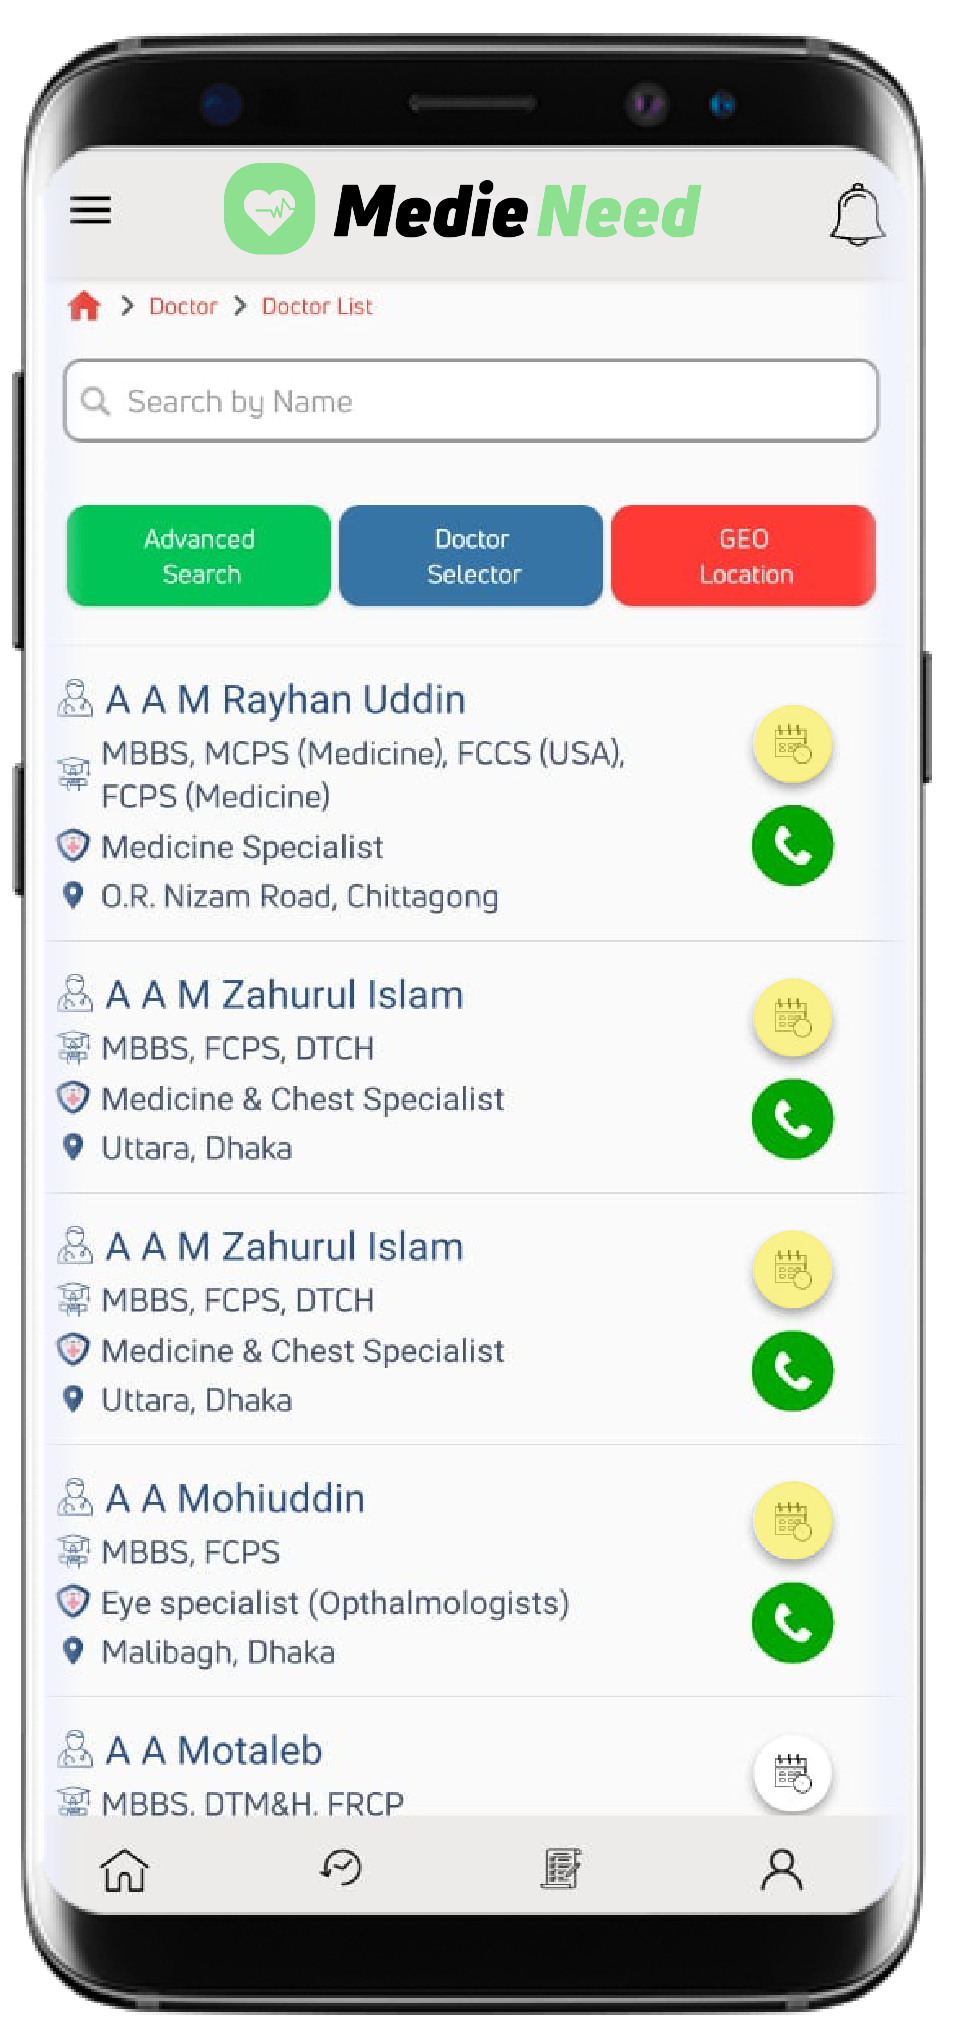 Medie Need
Doctor > Doctor List
Search by Name
Advanced
Search
Doctor
Selector
GEO
Location
A A M Rayhan Uddin
MBBS, MCPS (Medicine), FCCS (USA),
FCPS (Medicine)
Medicine Specialist
O.R. Nizam Road, Chittagong
A A M Zahurul Islam
MBBS, FCPS, DTCH
Medicine & Chest Specialist
Uttara, Dhaka
A A M Zahurul Islam
MBBS, FCPS, DTCH
Medicine & Chest Specialist
Uttara, Dhaka
A A Mohiuddin
MBBS, FCPS
Eye specialist (Opthalmologists)
Malibagh, Dhaka
A A Motaleb
MBBS, DTM&H, FRCP